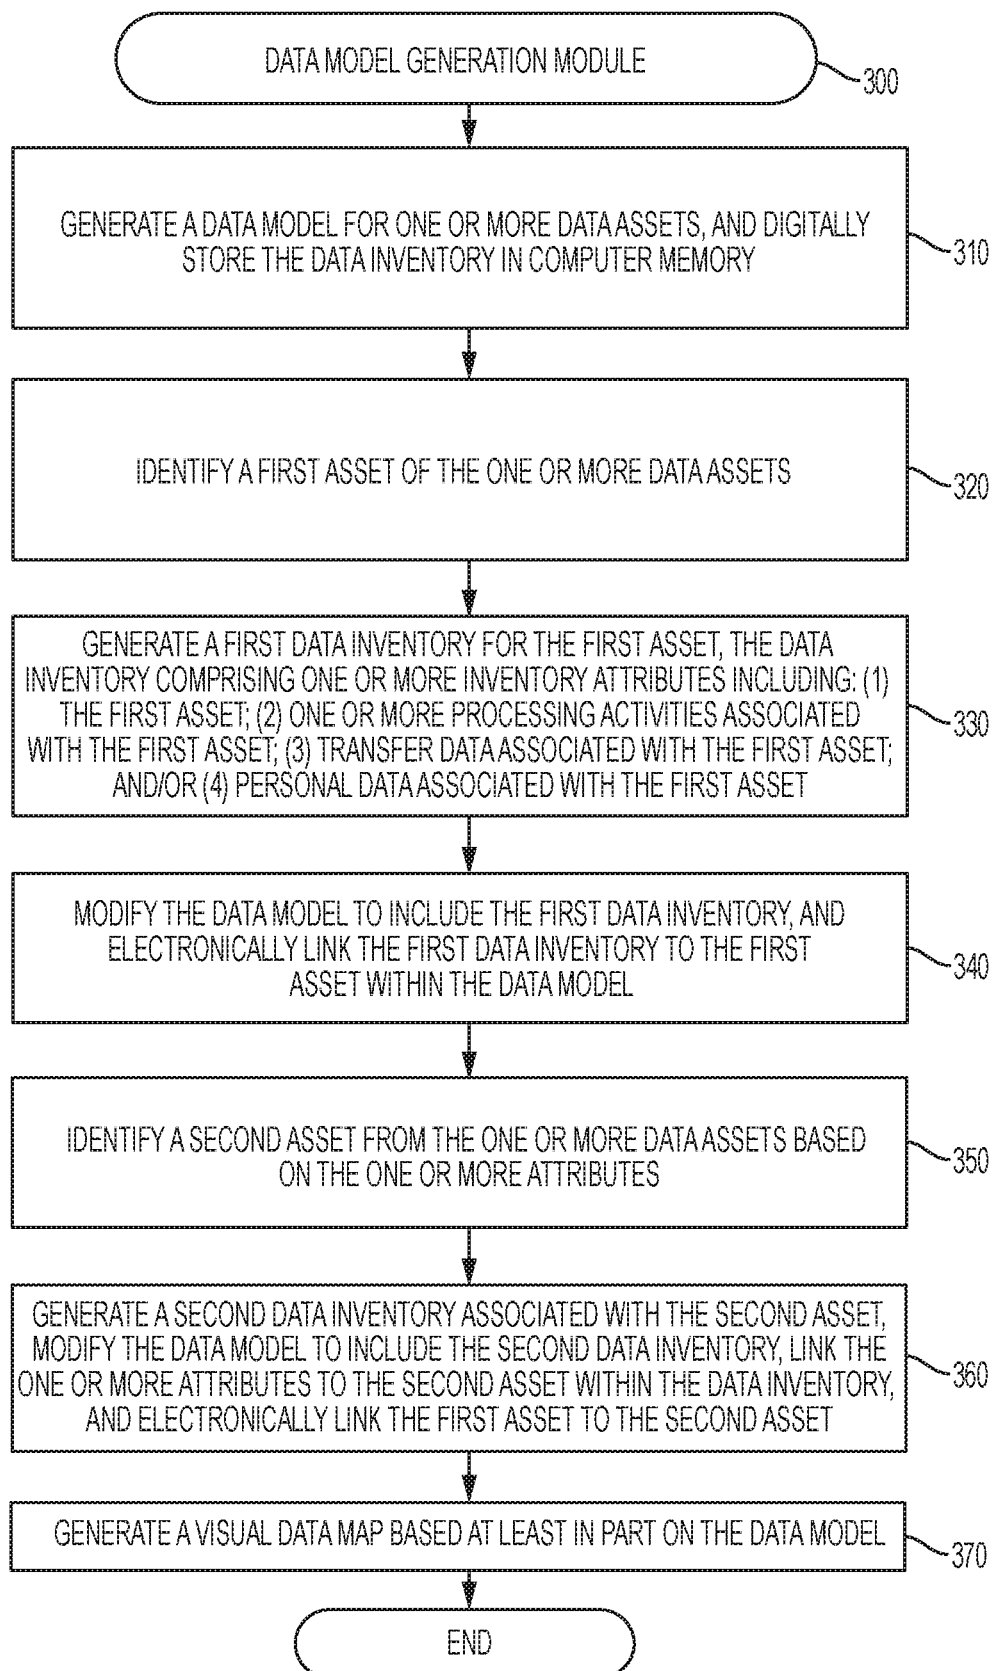 DATA MODEL GENERATION MODULE
300
GENERATE A DATA MODEL FOR ONE OR MORE DATA ASSETS, AND DIGITALLY
STORE THE DATA INVENTORY IN COMPUTER MEMORY
310
IDENTIFY A FIRST ASSET OF THE ONE OR MORE DATA ASSETS
320
GENERATE A FIRST DATA INVENTORY FOR THE FIRST ASSET, THE DATA
INVENTORY COMPRISING ONE OR MORE INVENTORY ATTRIBUTES INCLUDING: (1)
THE FIRST ASSET; (2) ONE OR MORE PROCESSING ACTIVITIES ASSOCIATED
WITH THE FIRST ASSET; (3) TRANSFER DATA ASSOCIATED WITH THE FIRST ASSET;
AND/OR (4) PERSONAL DATA ASSOCIATED WITH THE FIRST ASSET
330
MODIFY THE DATA MODEL TO INCLUDE THE FIRST DATA INVENTORY, AND
ELECTRONICALLY LINK THE FIRST DATA INVENTORY TO THE FIRST
ASSET WITHIN THE DATA MODEL
340
IDENTIFY A SECOND ASSET FROM THE ONE OR MORE DATA ASSETS BASED
ON THE ONE OR MORE ATTRIBUTES
350
GENERATE A SECOND DATA INVENTORY ASSOCIATED WITH THE SECOND ASSET,
MODIFY THE DATA MODEL TO INCLUDE THE SECOND DATA INVENTORY, LINK THE
ONE OR MORE ATTRIBUTES TO THE SECOND ASSET WITHIN THE DATA INVENTORY,
AND ELECTRONICALLY LINK THE FIRST ASSET TO THE SECOND ASSET
360
GENERATE A VISUAL DATA MAP BASED AT LEAST IN PART ON THE DATA MODEL
370
END